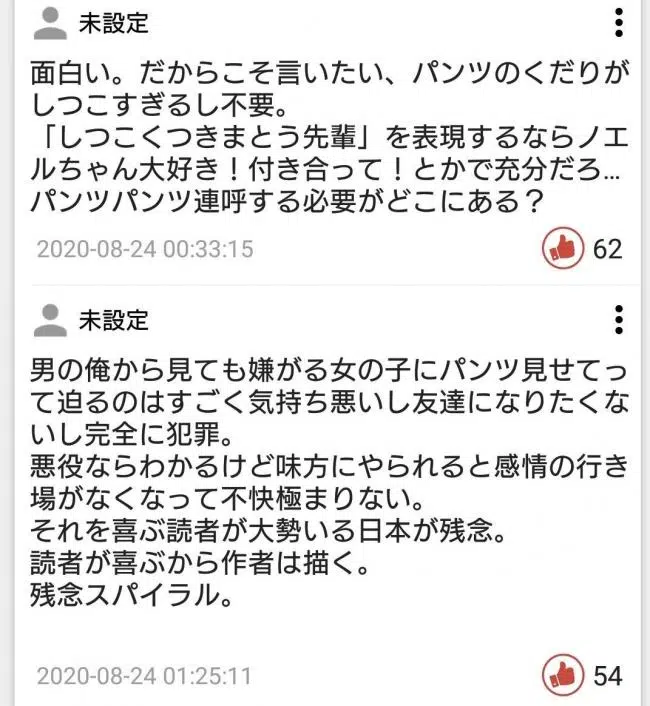 未設定
面白い。だからこそ言いたい、パンツのくだりが
しつこすぎるし不要。
「しつこくつきまとう先輩」を表現するならノエ
ルちゃん大好き！付き合って！とかで充分だろ…
パンツパンツ連呼する必要がどこにある？
2020-08-24 00:33:15
62
未設定
男の俺から見ても嫌がる女の子にパンツ見せてっ
て迫るのはすごく気持ち悪いし友達になりたくな
いし完全に犯罪。
悪役ならわかるけど味方にやられると感情の行き
場がなくなって不快極まりない。
それを喜ぶ読者が大勢いる日本が残念。
読者が喜ぶから作者は描く。
残念スパイラル。
2020-08-24 01:25:11
54